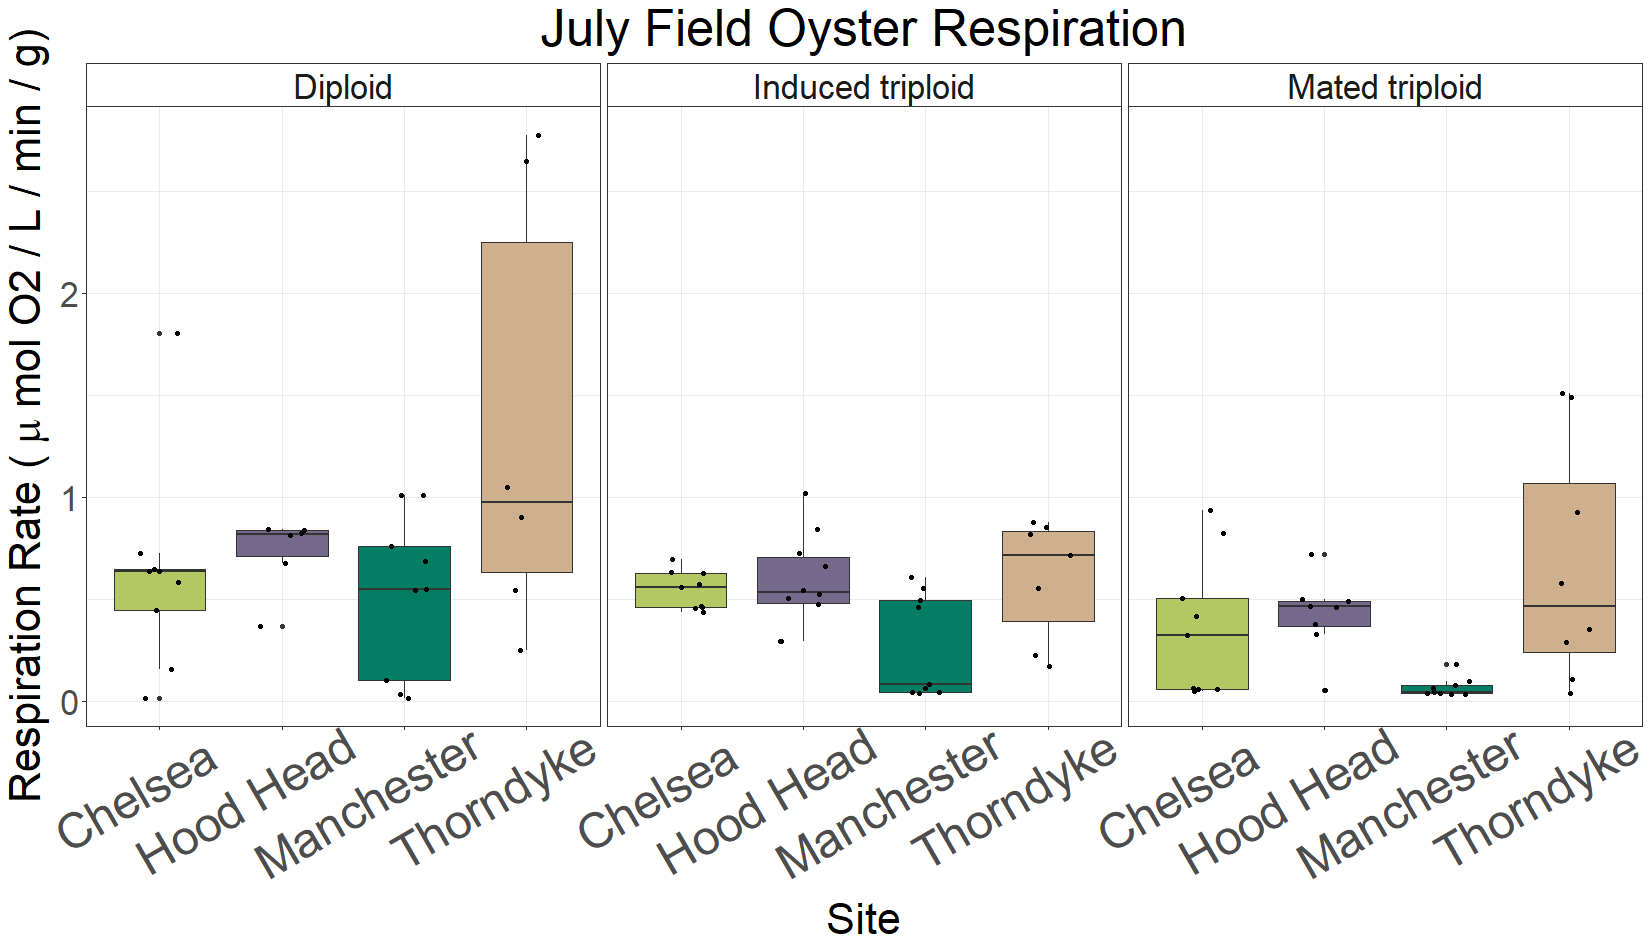 July Field Oyster Respiration
Diploid
Induced triploid
Mated triploid
Respiration Rate ( μ mol O2 / L / min / g)
2
1
0
Chelsea
Hood Head
Manchester
Thorndyke
Chelsea
Hood Head
Manchester
Thorndyke
Chelsea
Hood Head
Manchester
Thorndyke
Site